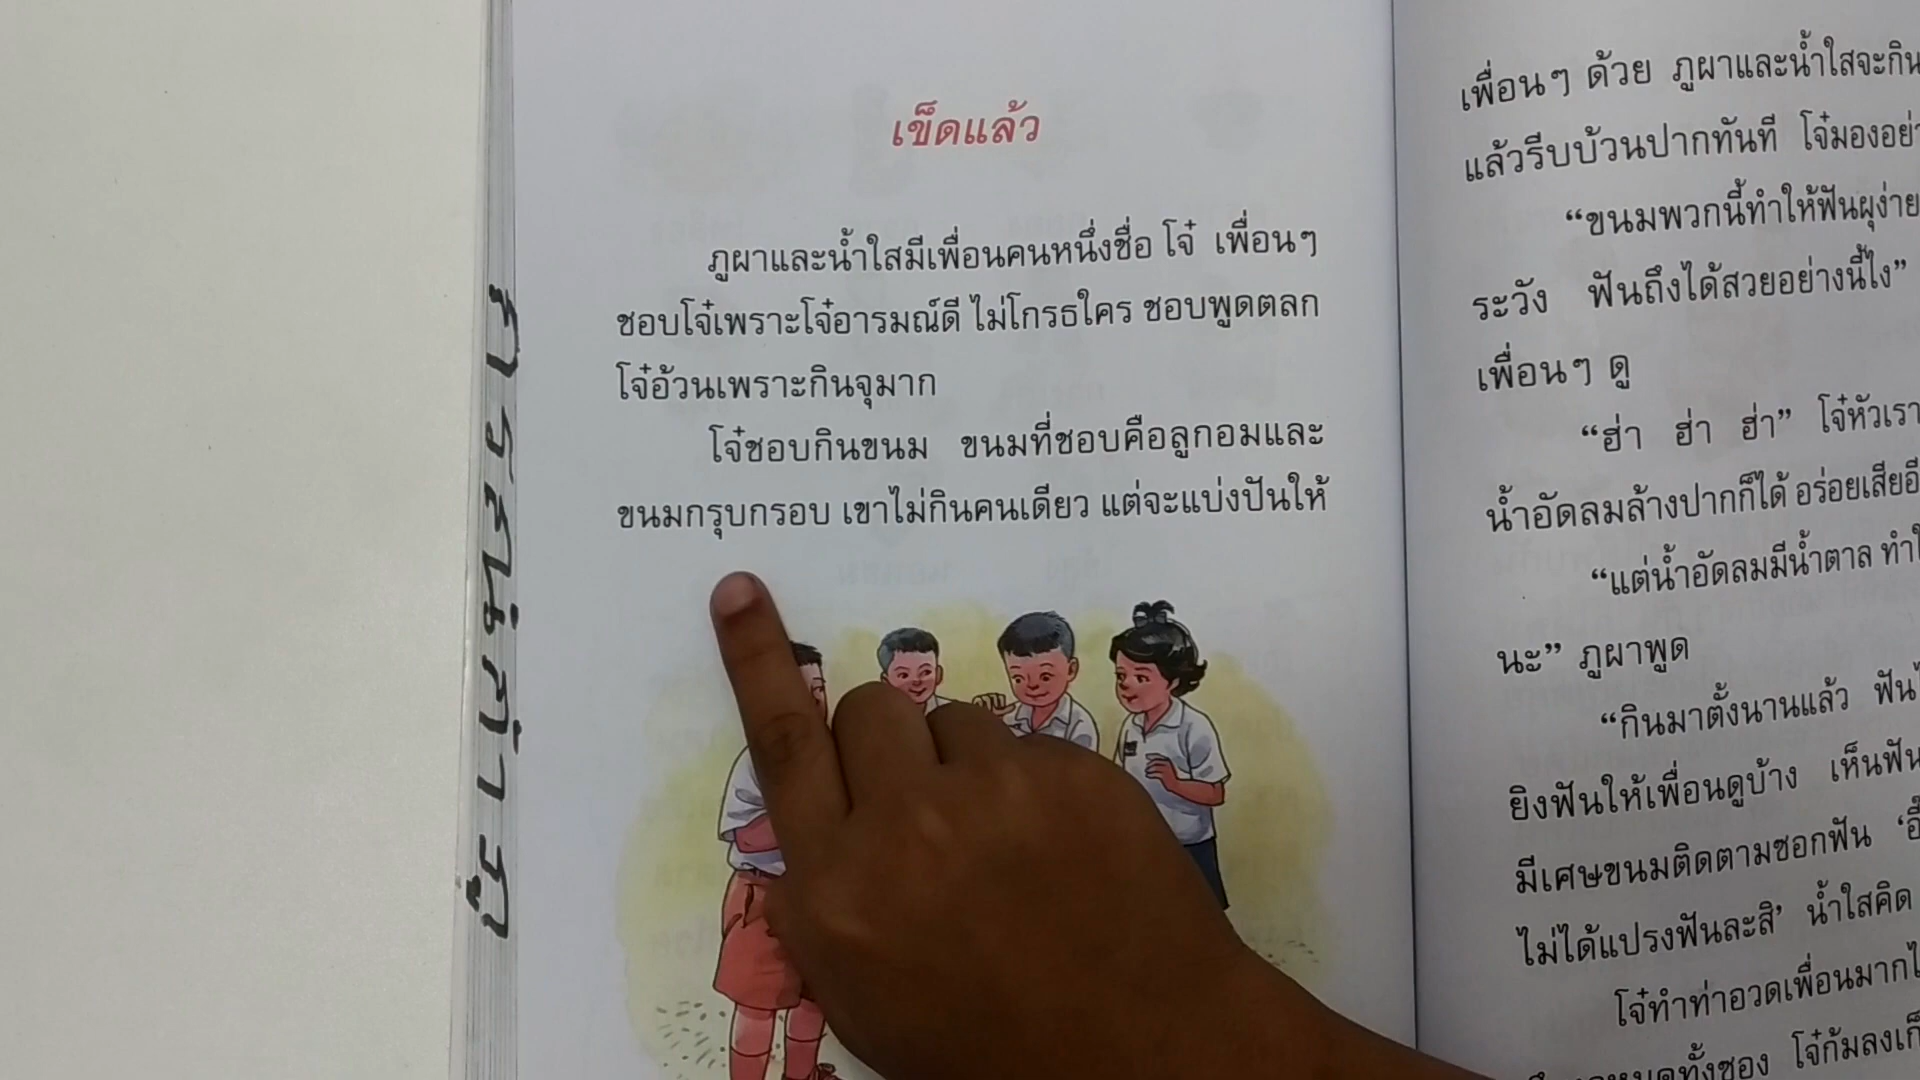 เข็ดแล้ว
ภูผาและน้ำใสมีเพื่อนคนหนึ่งชื่อ โจ๋ เพื่อนๆ
ชอบโจ๋เพราะโจ๋อารมณ์ดี ไม่โกรธใคร ชอบพูดตลก
โจ๋อ้วนเพราะกินจุมาก
โจ๋ชอบกินขนม ขนมที่ชอบคือลูกอมและ
ขนมกรุบกรอบ เขาไม่กินคนเดียว แต่จะแบ่งปันให้
เพื่อนๆ ด้วย ภูผาและน้ำใสจะกิน
แล้วรีบบ้วนปากทันที โจ๋มองอย่า
“ขนมพวกนี้ทำให้ฟันผุง่าย
ระวัง ฟันถึงได้สวยอย่างนี้ไง”
เพื่อนๆ ดู
“ฮ่า ฮ่า ฮ่า” โจ๋หัวเรา
น้ำอัดลมล้างปากก็ได้ อร่อยเสียอี
“แต่น้ำอัดลมมีน้ำตาล ทำใ
นะ” ภูผาพูด
“กินมาตั้งนานแล้ว ฟันไ
ยิงฟันให้เพื่อนดูบ้าง เห็นฟัน
มีเศษขนมติดตามซอกฟัน ‘อี๊
ไม่ได้แปรงฟันละสิ’ น้ำใสคิด
โจ๋ทำท่าอวดเพื่อนมากไ
หมดทั้งซอง โจ๋ก้มลงเก็